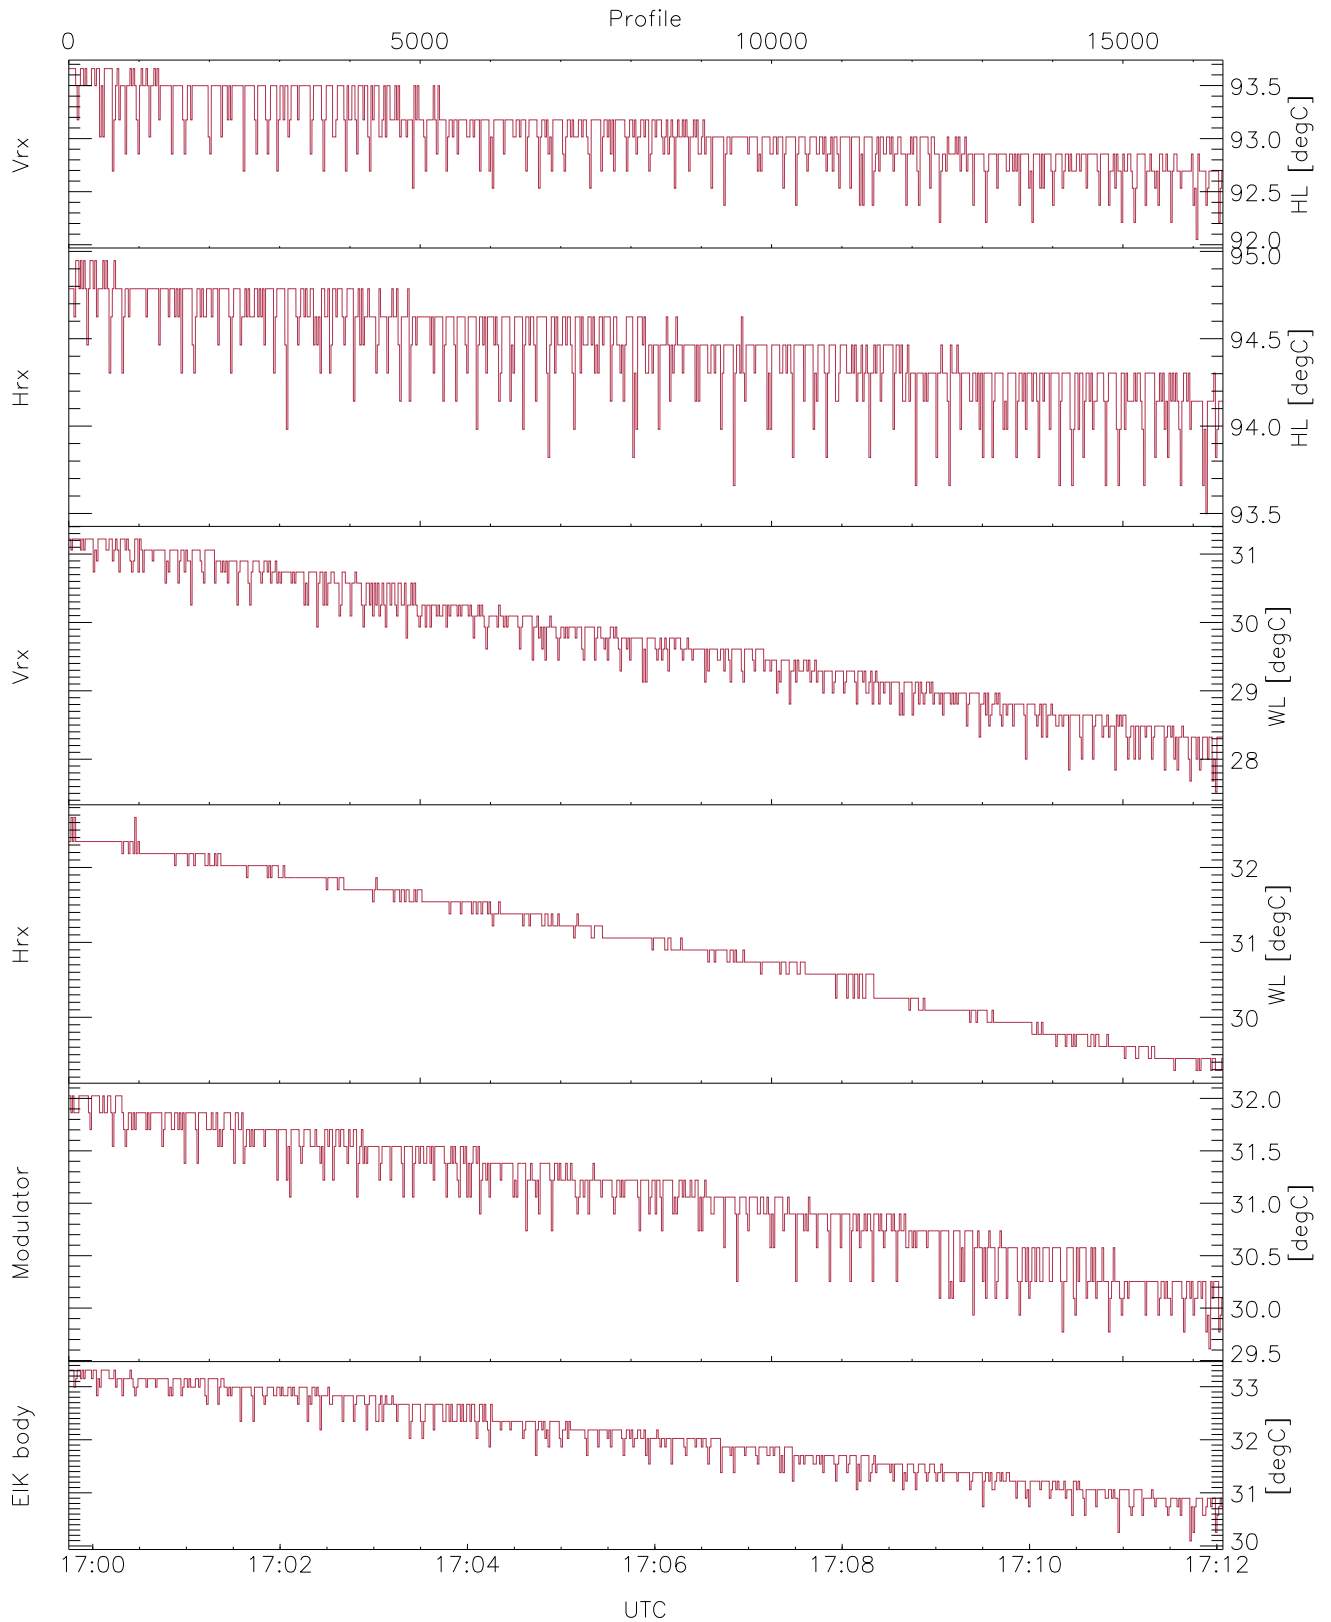 Profile
0 5000 10000 15000
Vrx
93.5
93.0
92.5
92.0
HL [degC]
Hrx
95.0
94.5
94.0
93.5
HL [degC]
Vrx
31
30
29
28
WL [degC]
Hrx
32
31
30
WL [degC]
Modulator
32.0
31.5
31.0
30.5
30.0
29.5
[degC]
EIK body
33
32
31
30
[degC]
17:00 17:02 17:04 17:06 17:08 17:10 17:12
UTC